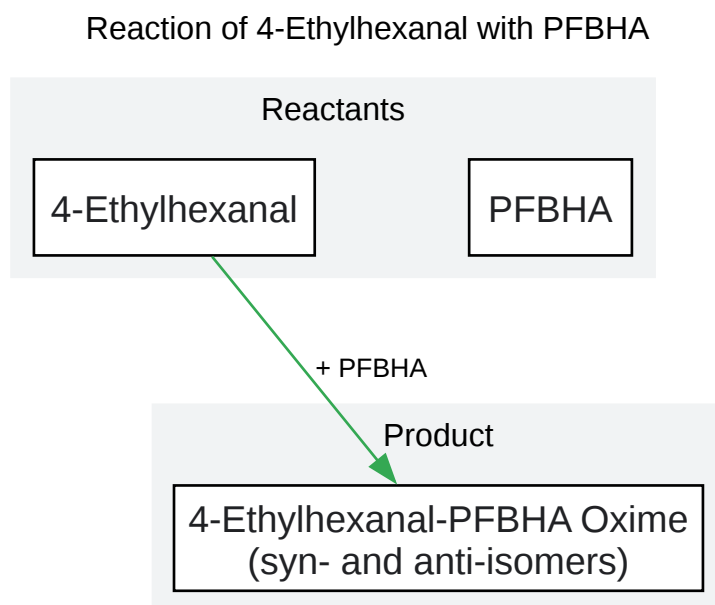 Reaction of 4-Ethylhexanal with PFBHA
Reactants
4-Ethylhexanal
PFBHA
+ PFBHA
Product
4-Ethylhexanal-PFBHA Oxime
(syn- and anti-isomers)